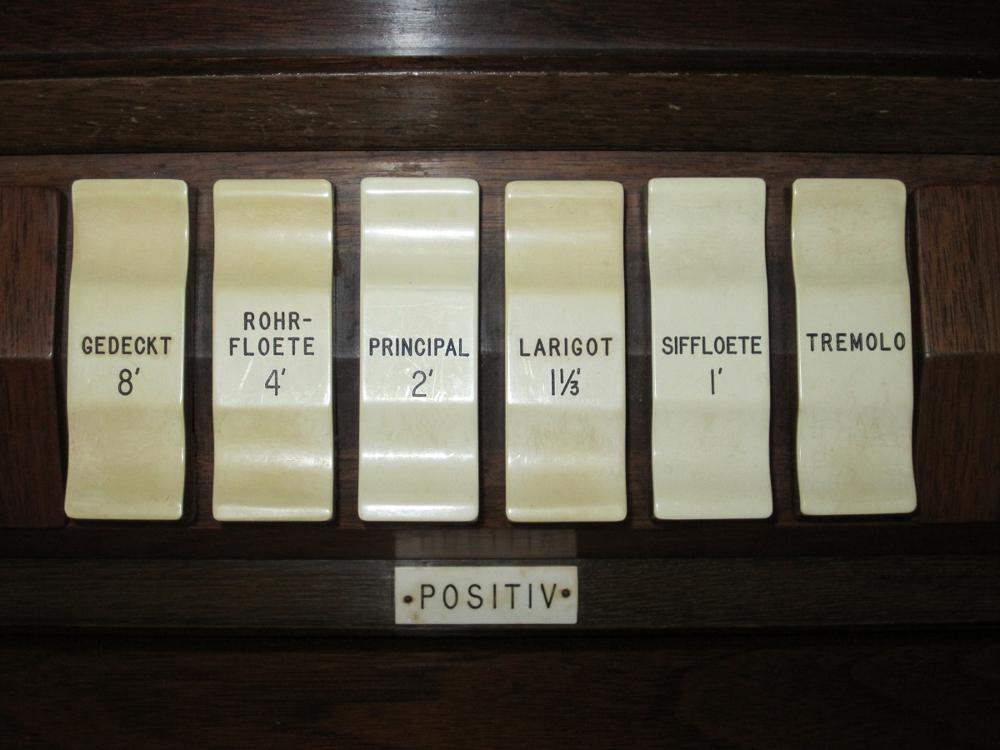 GEDECKT
8'
ROHR-
FLOETE
4'
PRINCIPAL
2'
LARIGOT
1⅓'
SIFFLOETE
1'
TREMOLO
POSITIV